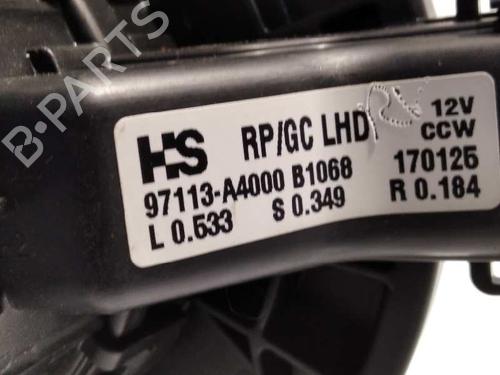 B-PARTS
HS RP/GC LHD 12V
CCW
97113-A4000 B1068 170125
L 0.533 S 0.349 R 0.184